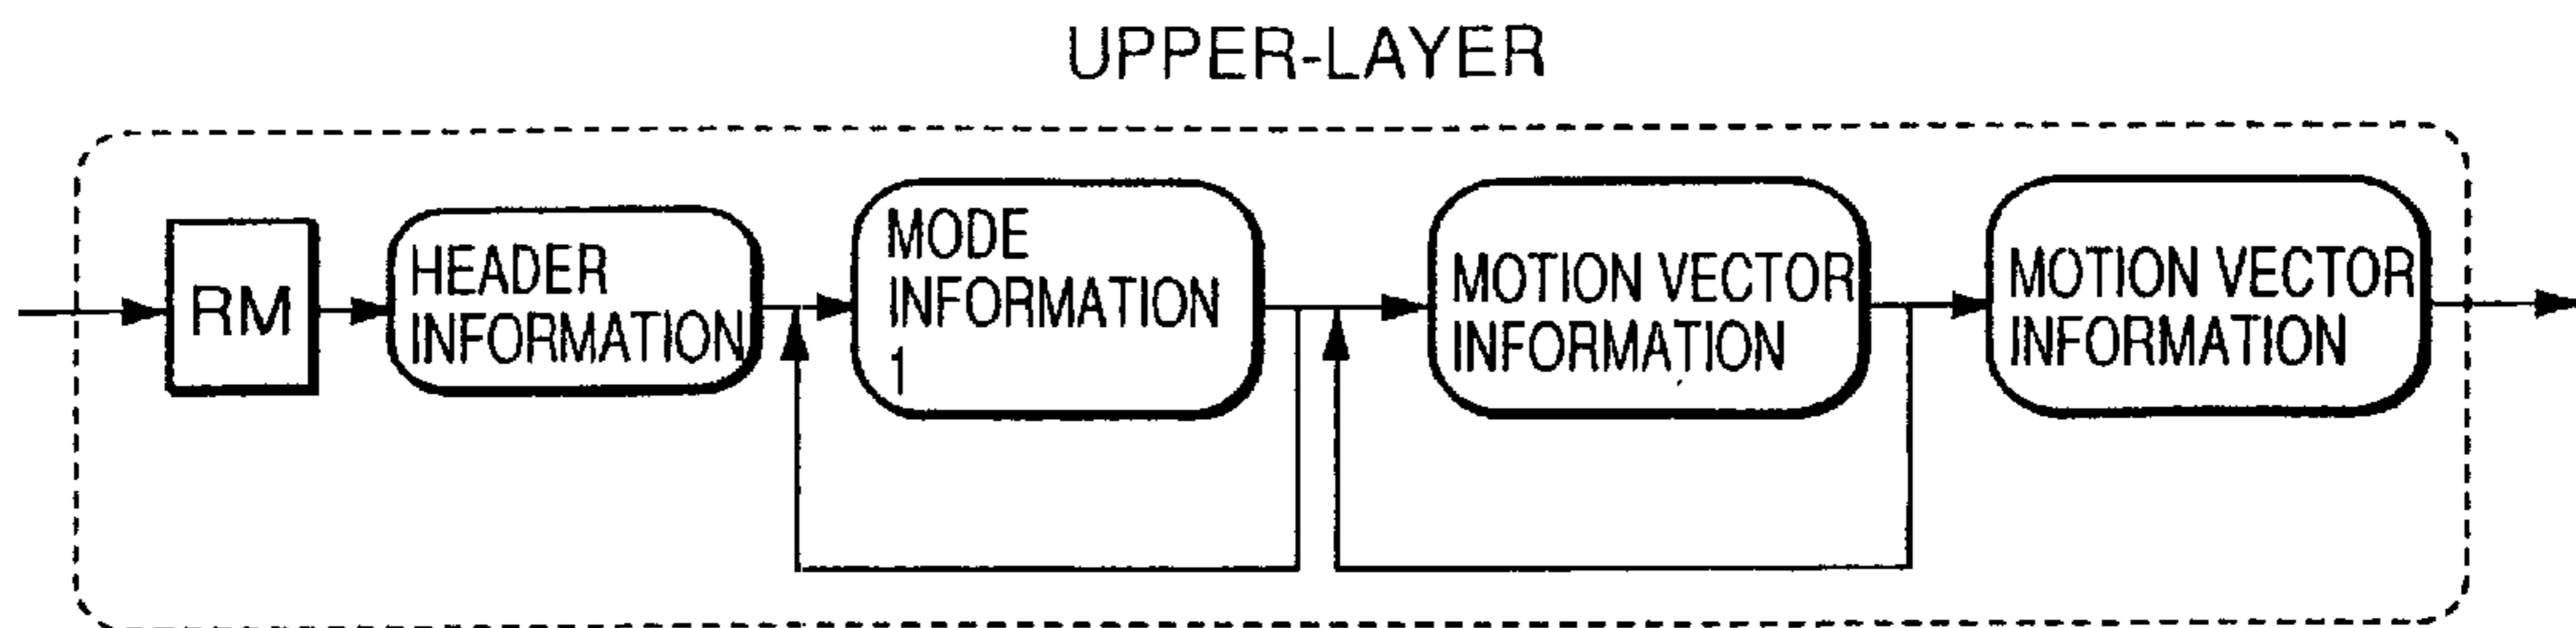 UPPER-LAYER
RM
HEADER
INFORMATION
MODE
INFORMATION
1
MOTION VECTOR
INFORMATION
MOTION VECTOR
INFORMATION